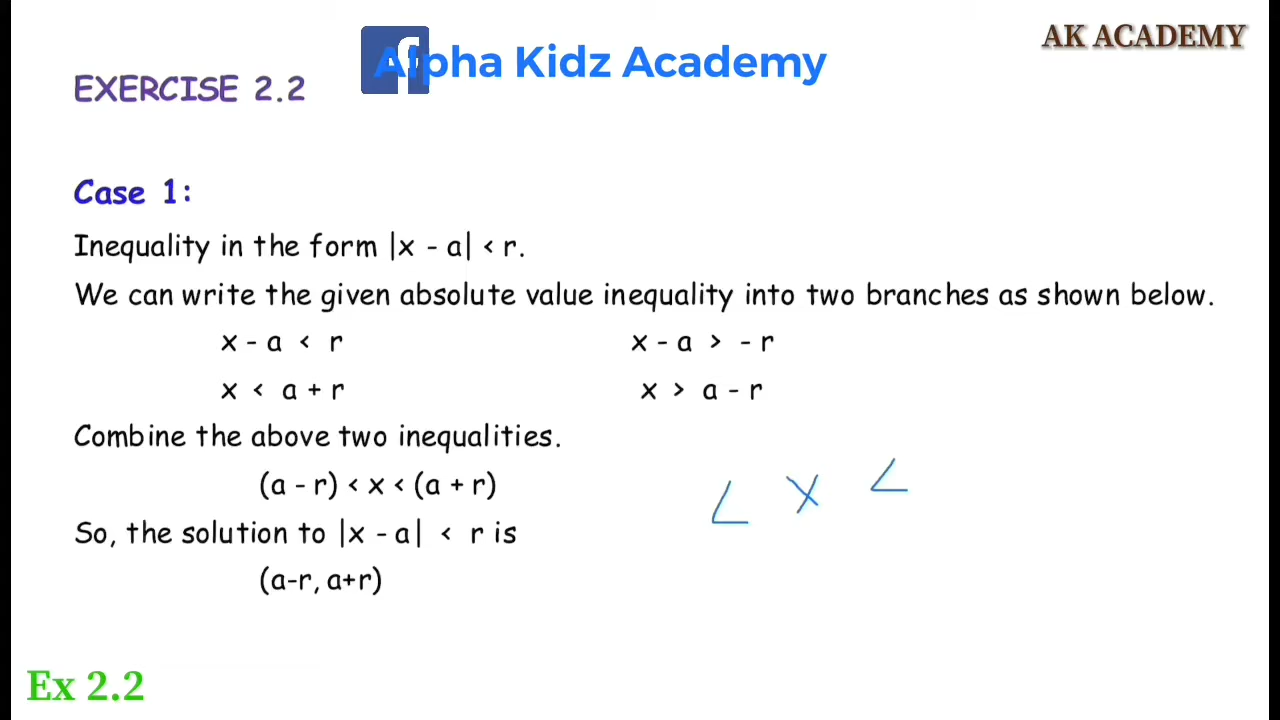 AK ACADEMY
Alpha Kidz Academy
EXERCISE 2.2
Case 1:
Inequality in the form |x - a| < r.
We can write the given absolute value inequality into two branches as shown below.
x - a < r x - a > - r
x < a + r x > a - r
Combine the above two inequalities.
(a - r) < x < (a + r) < x <
So, the solution to |x - a| < r is
(a-r, a+r)
Ex 2.2